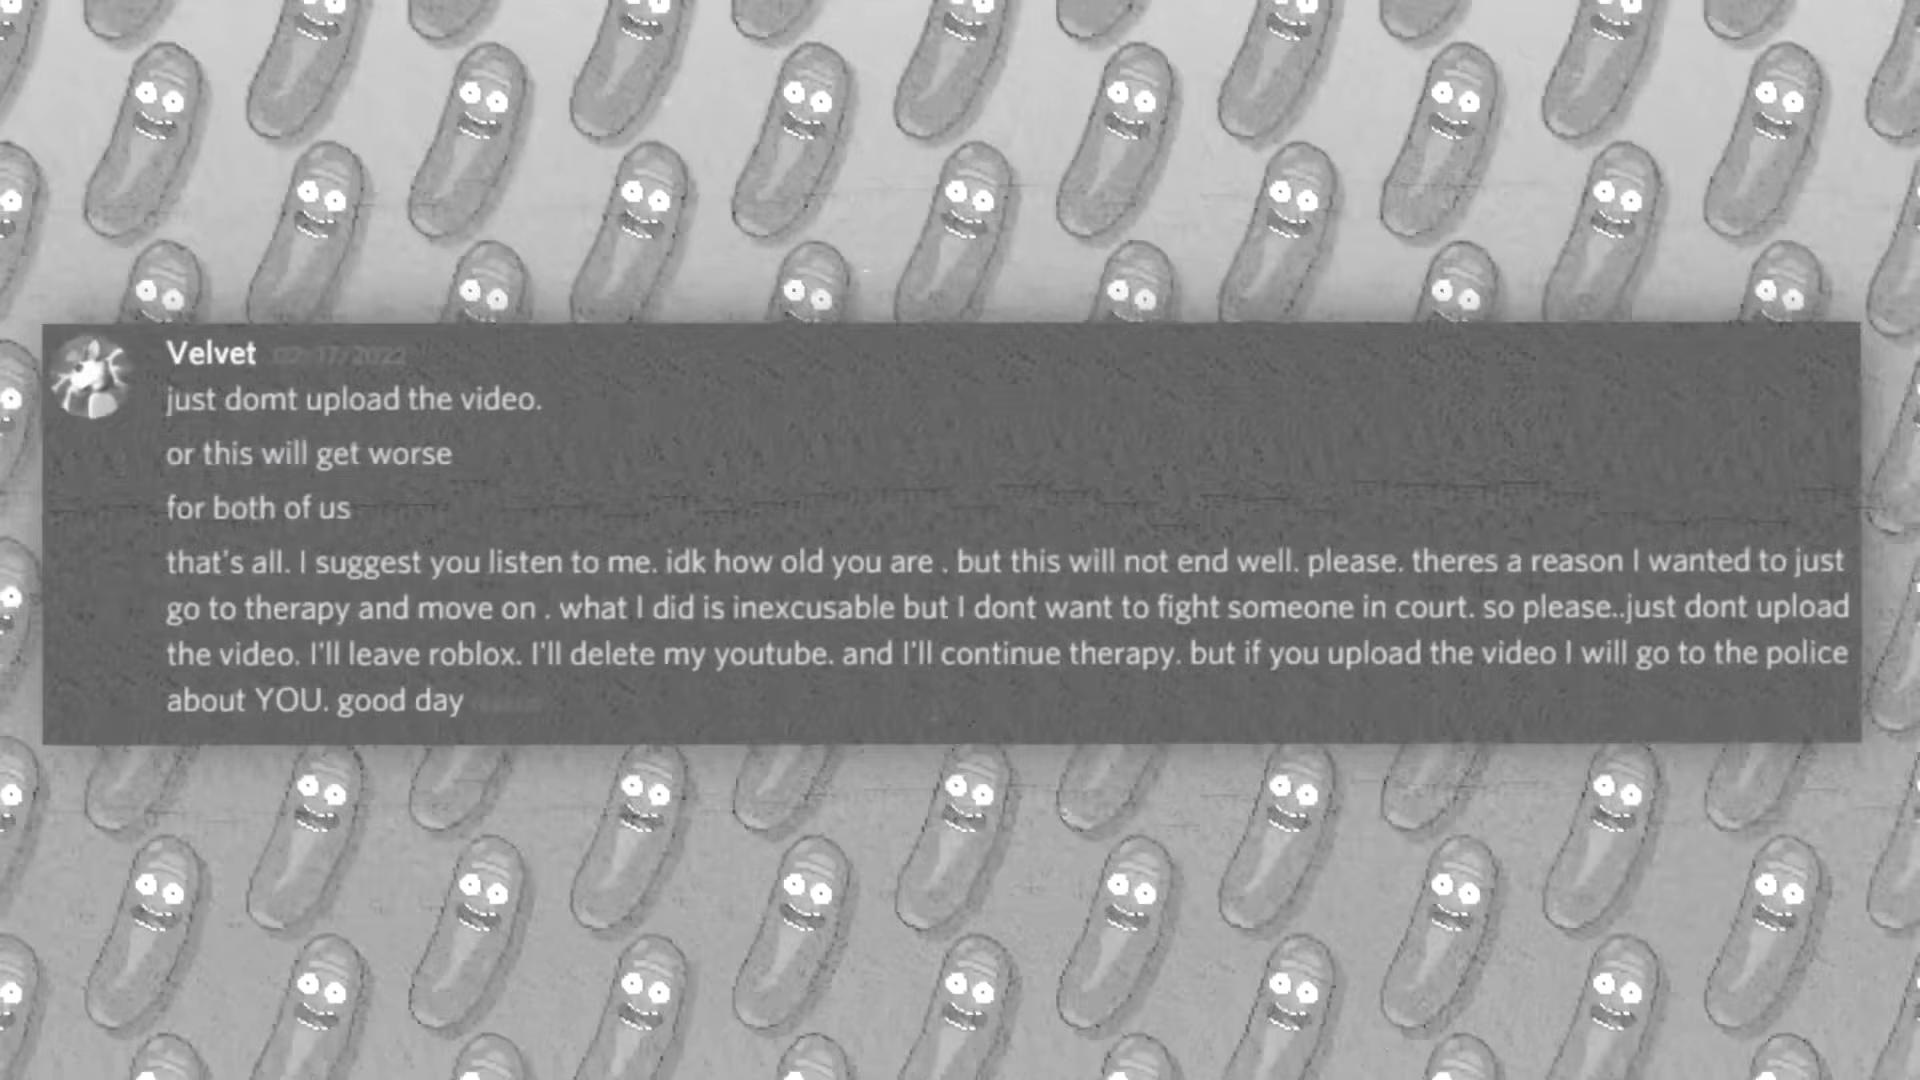 Velvet 02/17/2022
just domt upload the video.
or this will get worse
for both of us
that's all. I suggest you listen to me. idk how old you are . but this will not end well. please. theres a reason I wanted to just
go to therapy and move on . what I did is inexcusable but I dont want to fight someone in court. so please..just dont upload
the video. I'll leave roblox. I'll delete my youtube. and I'll continue therapy. but if you upload the video I will go to the police
about YOU. good day